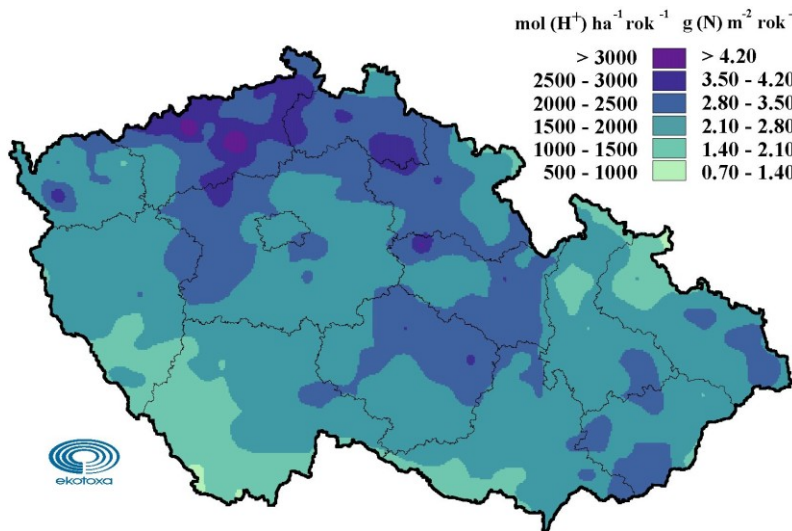 mol (H⁺) ha⁻¹ rok⁻¹ g (N) m⁻² rok⁻
> 3000 > 4.20
2500 - 3000 3.50 - 4.20
2000 - 2500 2.80 - 3.50
1500 - 2000 2.10 - 2.80
1000 - 1500 1.40 - 2.10
500 - 1000 0.70 - 1.40
ekotoxa